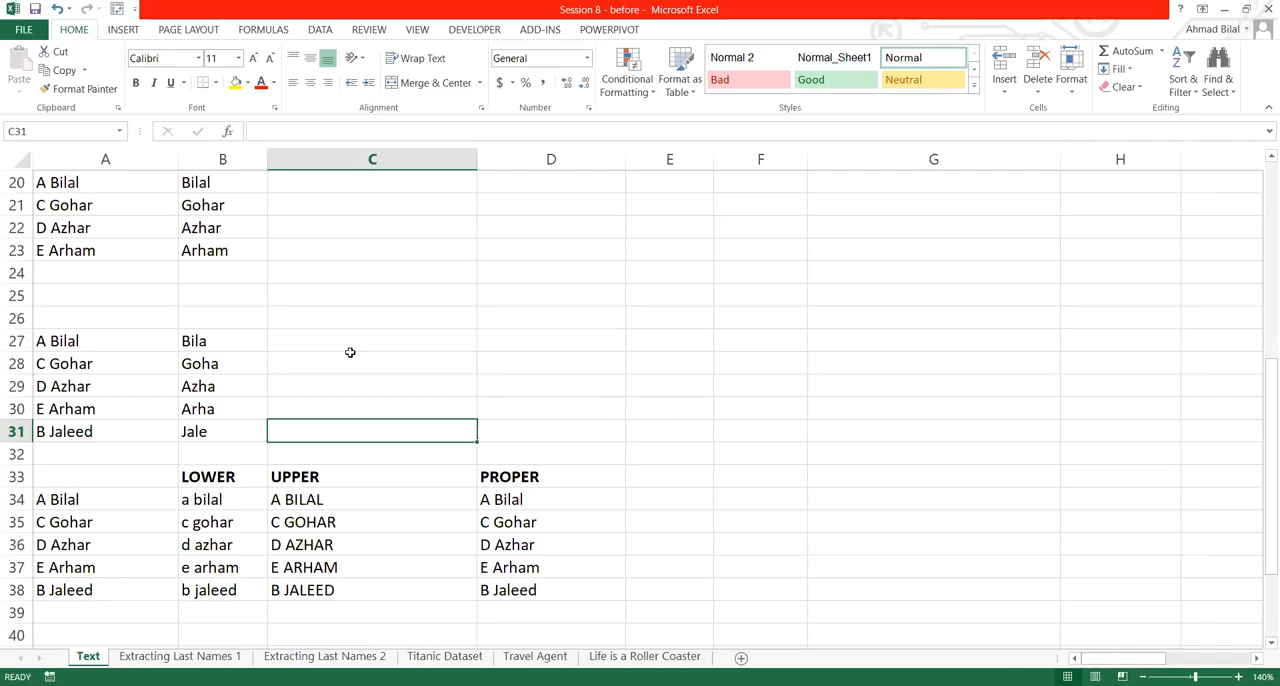 Session 8 - before - Microsoft Excel
FILE HOME INSERT PAGE LAYOUT FORMULAS DATA REVIEW VIEW DEVELOPER ADD-INS POWERPIVOT Ahmad Bilal
Paste Cut Copy Format Painter Clipboard
Calibri 11 B I U A A A Font
Wrap Text Merge & Center Alignment
General $ % , Number
Conditional Formatting Format as Table
Normal 2 Normal_Sheet1 Normal
Bad Good Neutral
Styles
Insert Delete Format Cells
AutoSum Fill Clear Sort & Filter Find & Select Editing
C31 fx
A B C D E F G H
20 A Bilal Bilal
21 C Gohar Gohar
22 D Azhar Azhar
23 E Arham Arham
24
25
26
27 A Bilal Bila
28 C Gohar Goha
29 D Azhar Azha
30 E Arham Arha
31 B Jaleed Jale
32
33 LOWER UPPER PROPER
34 A Bilal a bilal A BILAL A Bilal
35 C Gohar c gohar C GOHAR C Gohar
36 D Azhar d azhar D AZHAR D Azhar
37 E Arham e arham E ARHAM E Arham
38 B Jaleed b jaleed B JALEED B Jaleed
39
40
Text Extracting Last Names 1 Extracting Last Names 2 Titanic Dataset Travel Agent Life is a Roller Coaster
READY 140%